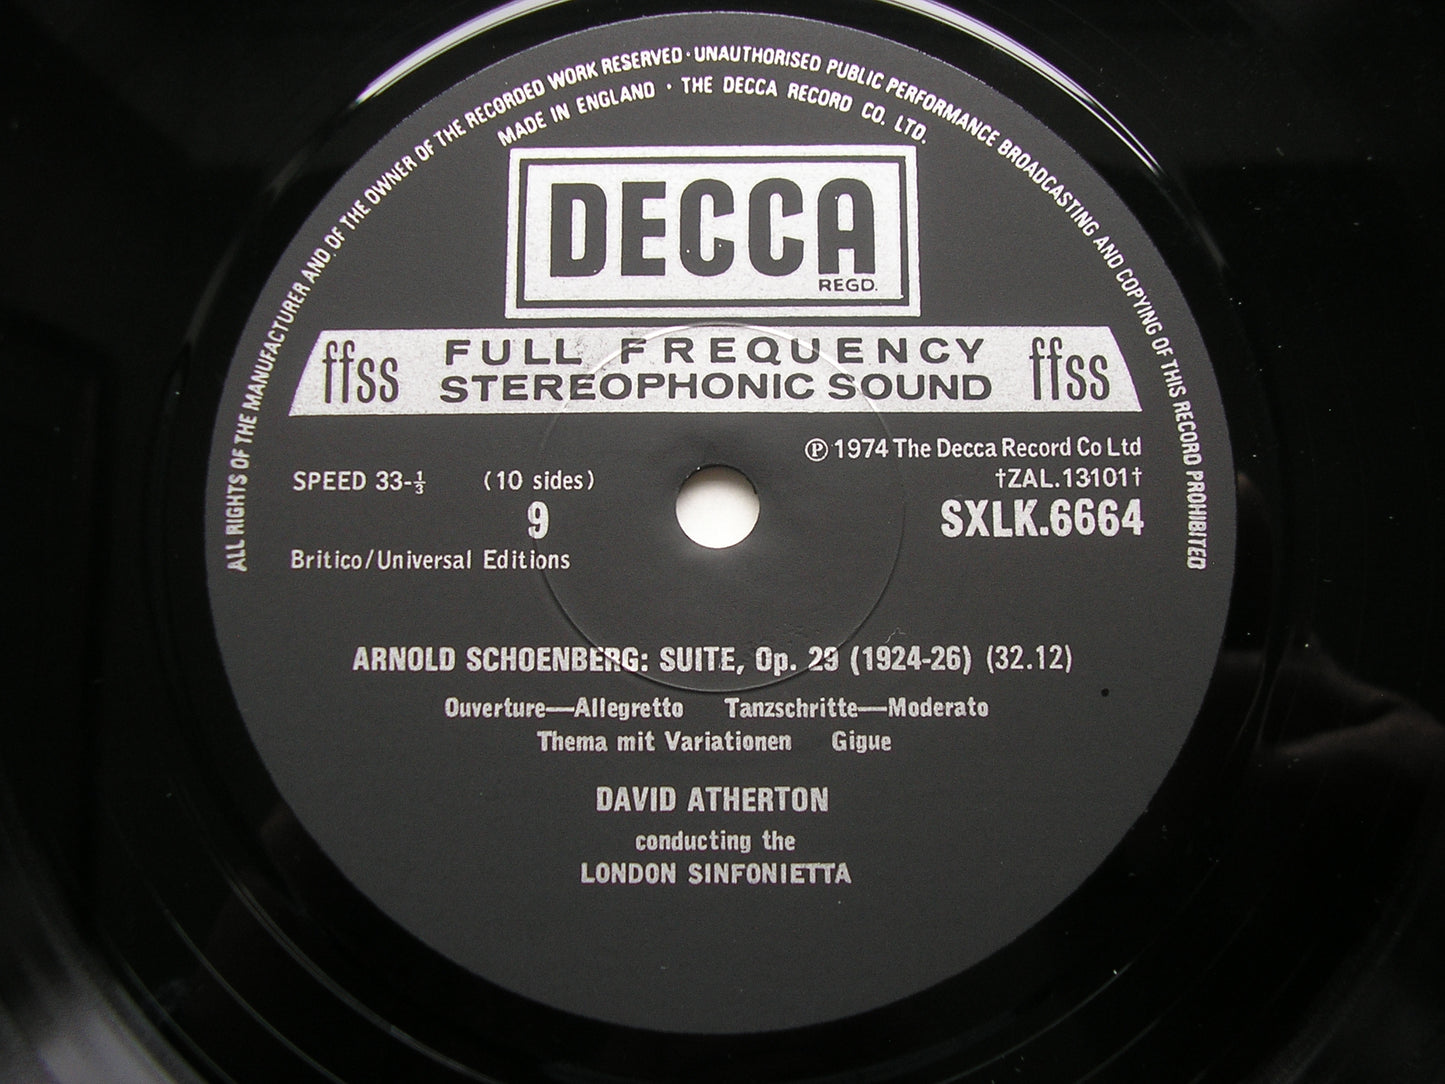 ALL RIGHTS OF THE MANUFACTURER AND OF THE OWNER OF THE RECORDED WORK RESERVED · UNAUTHORISED PUBLIC PERFORMANCE BROADCASTING AND COPYING OF THIS RECORD PROHIBITED
MADE IN ENGLAND · THE DECCA RECORD CO. LTD.
DECCA
REGD.
ffss FULL FREQUENCY ffss
STEREOPHONIC SOUND
Ⓟ 1974 The Decca Record Co Ltd
SPEED 33-⅓ (10 sides) †ZAL.13101†
9 SXLK.6664
Britico/Universal Editions
ARNOLD SCHOENBERG: SUITE, Op. 29 (1924-26) (32.12)
Ouverture—Allegretto Tanzschritte—Moderato
Thema mit Variationen Gigue
DAVID ATHERTON
conducting the
LONDON SINFONIETTA